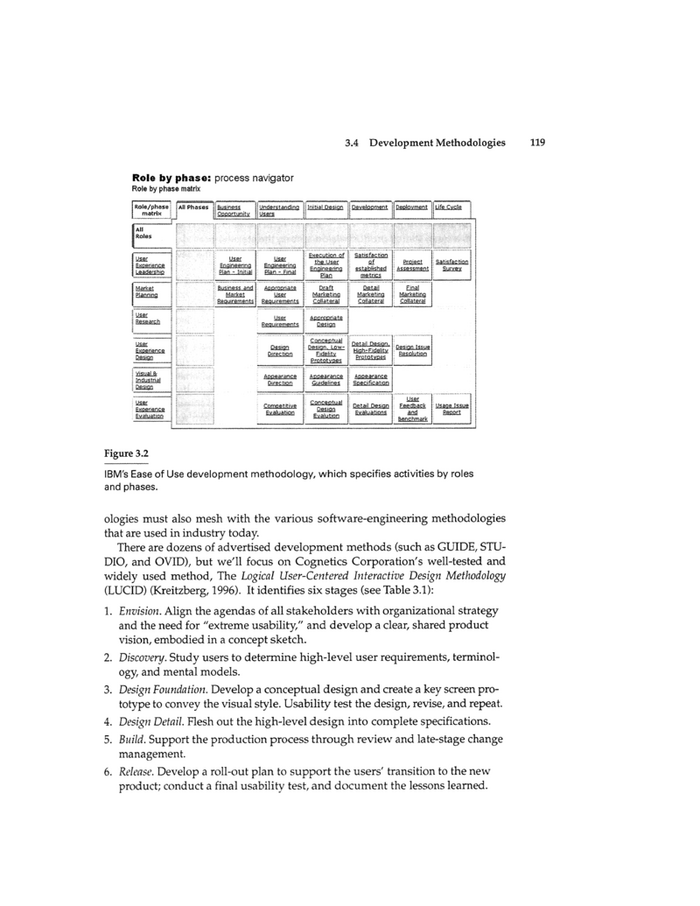 3.4 Development Methodologies 119
Role by phase: process navigator
Role by phase matrix
Role/phase matrix All Phases Business Opportunity Understanding Users Initial Design Development Deployment Life Cycle
All Roles
User Experience Leadership User Engineering Plan - Initial User Engineering Plan - Final Execution of the User Engineering Plan Satisfaction of established metrics Project Assessment Satisfaction Survey
Market Planning Business and Market Requirements Appropriate User Requirements Draft Marketing Collateral Detail Marketing Collateral Final Marketing Collateral
User Research User Requirements Appropriate Design
User Experience Design Design Direction Conceptual Design, Low-Fidelity Prototypes Detail Design, High-Fidelity Prototypes Design Issue Resolution
Visual & Industrial Design Appearance Direction Appearance Guidelines Appearance Specification
User Experience Evaluation Competitive Evaluation Conceptual Design Evalution Detail Design Evaluations User Feedback and benchmark Usage Issue Report
Figure 3.2
IBM's Ease of Use development methodology, which specifies activities by roles
and phases.
ologies must also mesh with the various software-engineering methodologies
that are used in industry today.
There are dozens of advertised development methods (such as GUIDE, STU-
DIO, and OVID), but we'll focus on Cognetics Corporation's well-tested and
widely used method, The Logical User-Centered Interactive Design Methodology
(LUCID) (Kreitzberg, 1996). It identifies six stages (see Table 3.1):
1. Envision. Align the agendas of all stakeholders with organizational strategy
and the need for "extreme usability," and develop a clear, shared product
vision, embodied in a concept sketch.
2. Discovery. Study users to determine high-level user requirements, terminol-
ogy, and mental models.
3. Design Foundation. Develop a conceptual design and create a key screen pro-
totype to convey the visual style. Usability test the design, revise, and repeat.
4. Design Detail. Flesh out the high-level design into complete specifications.
5. Build. Support the production process through review and late-stage change
management.
6. Release. Develop a roll-out plan to support the users' transition to the new
product; conduct a final usability test, and document the lessons learned.